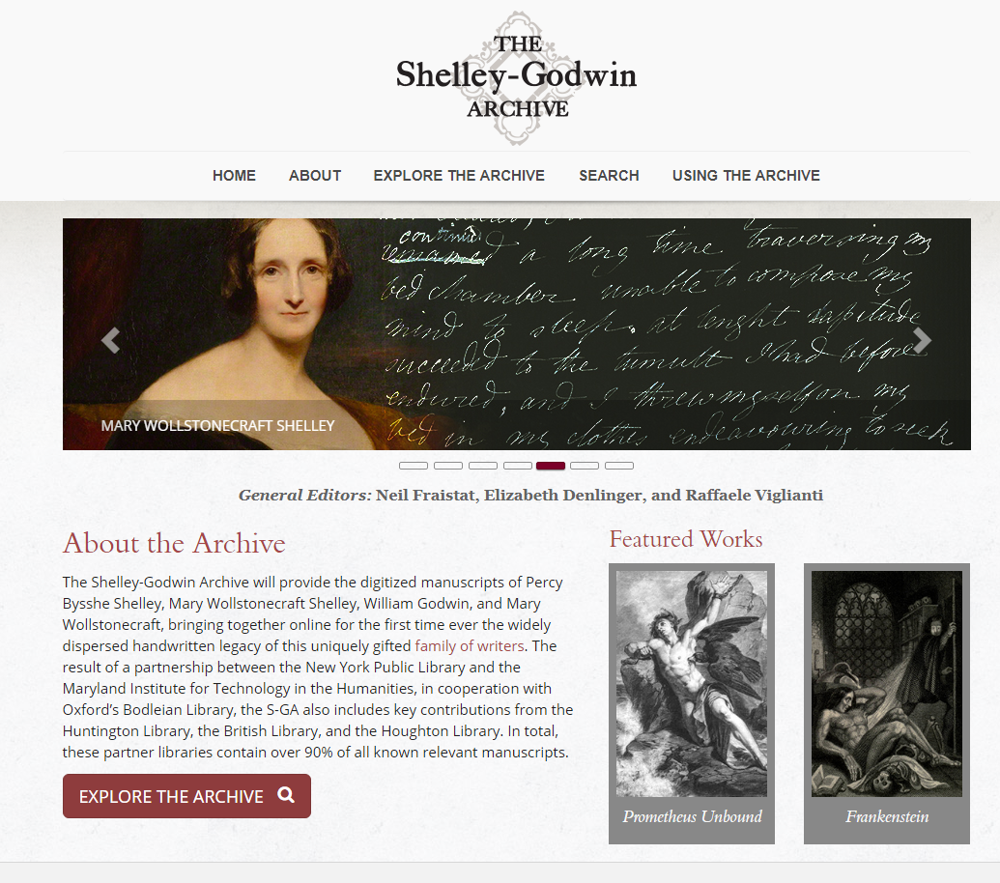 THE
Shelley-Godwin
ARCHIVE
HOME ABOUT EXPLORE THE ARCHIVE SEARCH USING THE ARCHIVE
continued
remained a long time traversing my
bed chamber unable to compose my
mind to sleep. at lenght lapitude
succeeded to the tumult I had before
endured, and I threw myself on my
bed in my clothes endeavouring to seek
MARY WOLLSTONECRAFT SHELLEY
General Editors: Neil Fraistat, Elizabeth Denlinger, and Raffaele Viglianti
About the Archive
The Shelley-Godwin Archive will provide the digitized manuscripts of Percy
Bysshe Shelley, Mary Wollstonecraft Shelley, William Godwin, and Mary
Wollstonecraft, bringing together online for the first time ever the widely
dispersed handwritten legacy of this uniquely gifted family of writers. The
result of a partnership between the New York Public Library and the
Maryland Institute for Technology in the Humanities, in cooperation with
Oxford's Bodleian Library, the S-GA also includes key contributions from the
Huntington Library, the British Library, and the Houghton Library. In total,
these partner libraries contain over 90% of all known relevant manuscripts.
EXPLORE THE ARCHIVE
Featured Works
Prometheus Unbound
Frankenstein